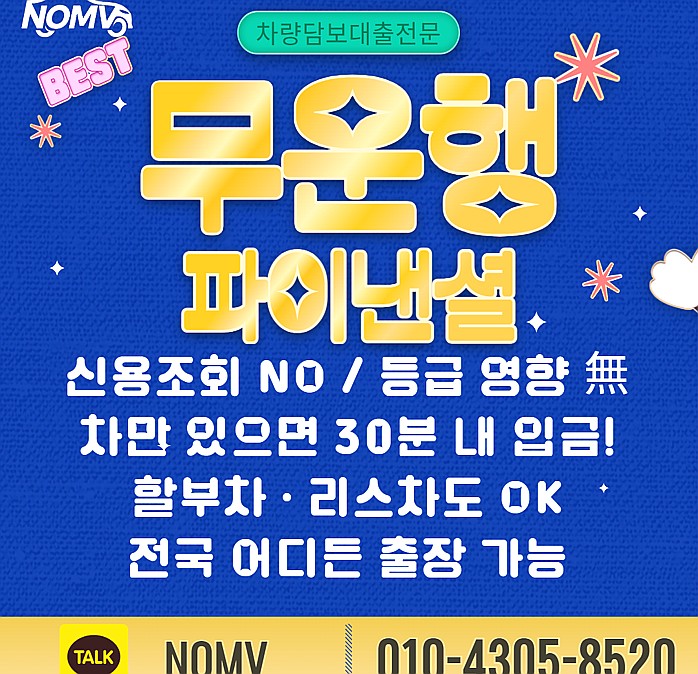 NOMV
차량담보대출전문
BEST
무운행
파이낸셜
신용조회 NO / 등급 영향 無
차만 있으면 30분 내 입금!
할부차 · 리스차도 OK
전국 어디든 출장 가능
TALK NOMV 010-4305-8520